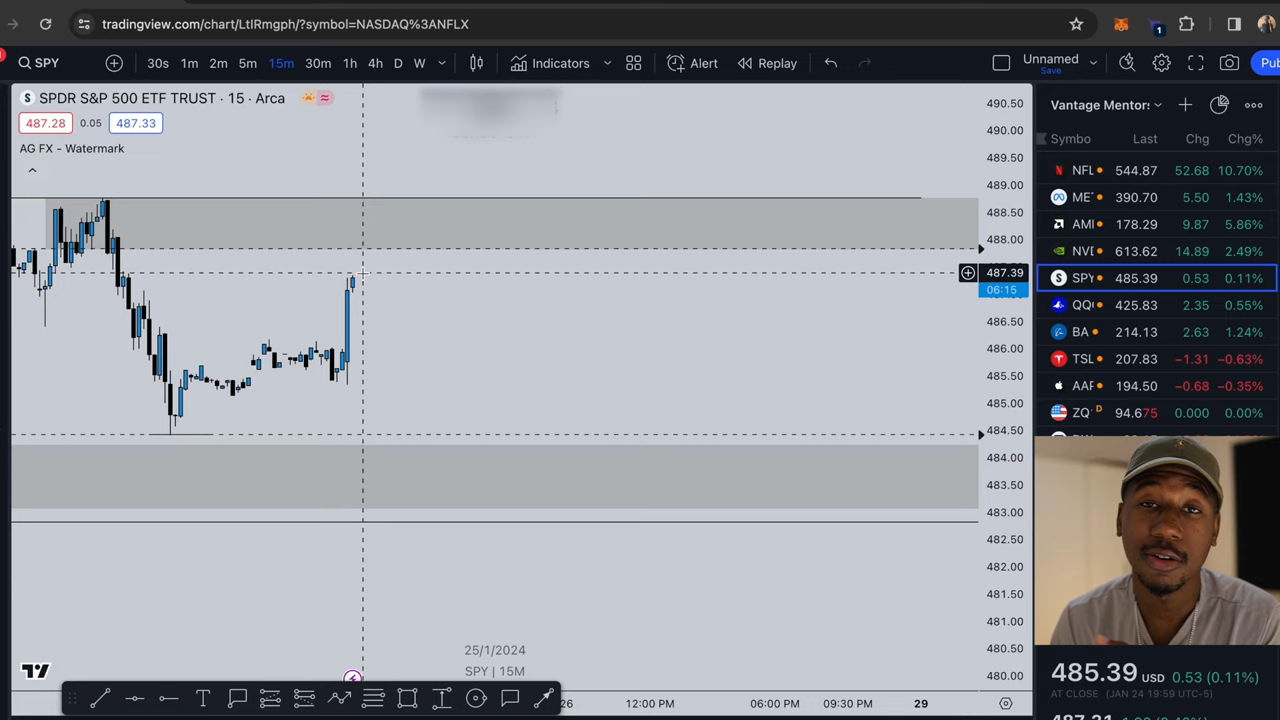 tradingview.com/chart/LtIRmgph/?symbol=NASDAQ%3ANFLX
1
SPY
30s 1m 2m 5m 15m 30m 1h 4h D W
Indicators
Alert
Replay
Unnamed
Save
Pub
SPDR S&P 500 ETF TRUST · 15 · Arca
487.28 0.05 487.33
AG FX - Watermark
490.50
490.00
489.50
489.00
488.50
488.00
487.39
06:15
486.50
486.00
485.50
485.00
484.50
484.00
483.50
483.00
482.50
482.00
481.50
481.00
480.50
480.00
25/1/2024
SPY | 15M
26 12:00 PM 06:00 PM 09:30 PM 29
Vantage Mentors
Symbo Last Chg Chg%
NFL 544.87 52.68 10.70%
ME 390.70 5.50 1.43%
AMI 178.29 9.87 5.86%
NVI 613.62 14.89 2.49%
SPY 485.39 0.53 0.11%
QQ 425.83 2.35 0.55%
BA 214.13 2.63 1.24%
TSL 207.83 −1.31 −0.63%
AAF 194.50 −0.68 −0.35%
ZQ D 94.675 0.000 0.00%
485.39 USD 0.53 (0.11%)
AT CLOSE (JAN 24 19:59 UTC-5)